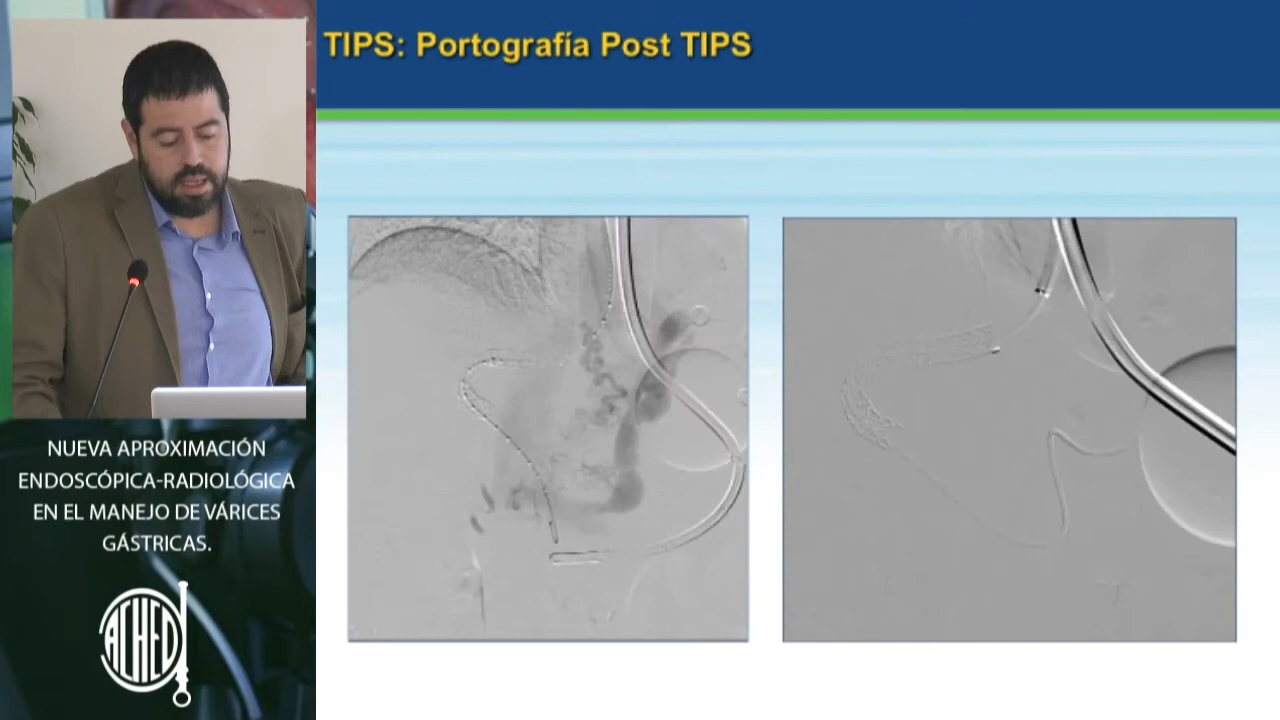 TIPS: Portografía Post TIPS
NUEVA APROXIMACIÓN
ENDOSCÓPICA-RADIOLÓGICA
EN EL MANEJO DE VÁRICES
GÁSTRICAS.
ACHED